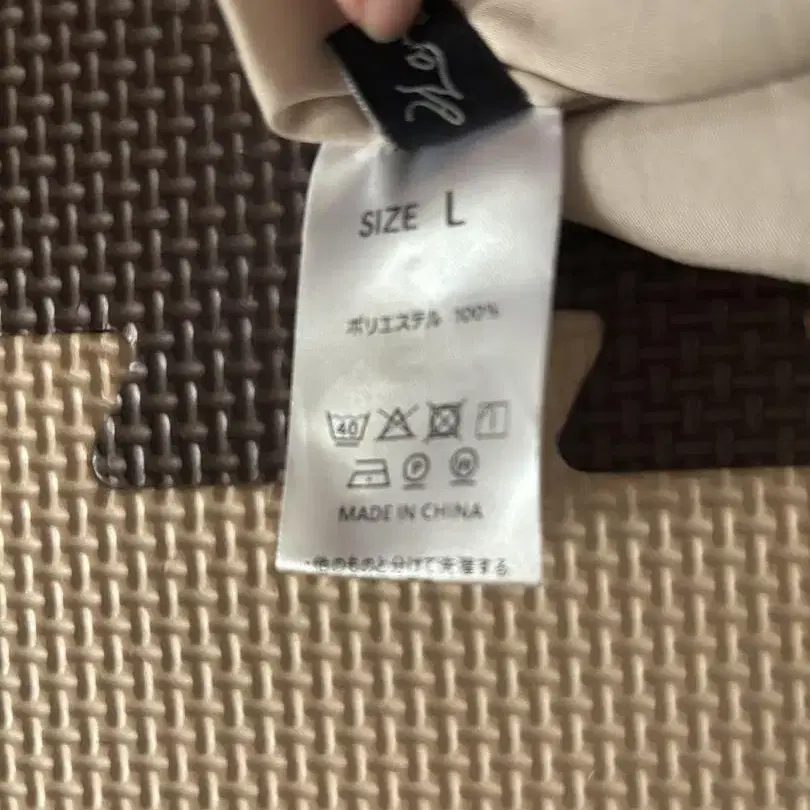 SIZE L
ポリエステル 100%
40
P W
MADE IN CHINA
・他のものと分けて洗濯する